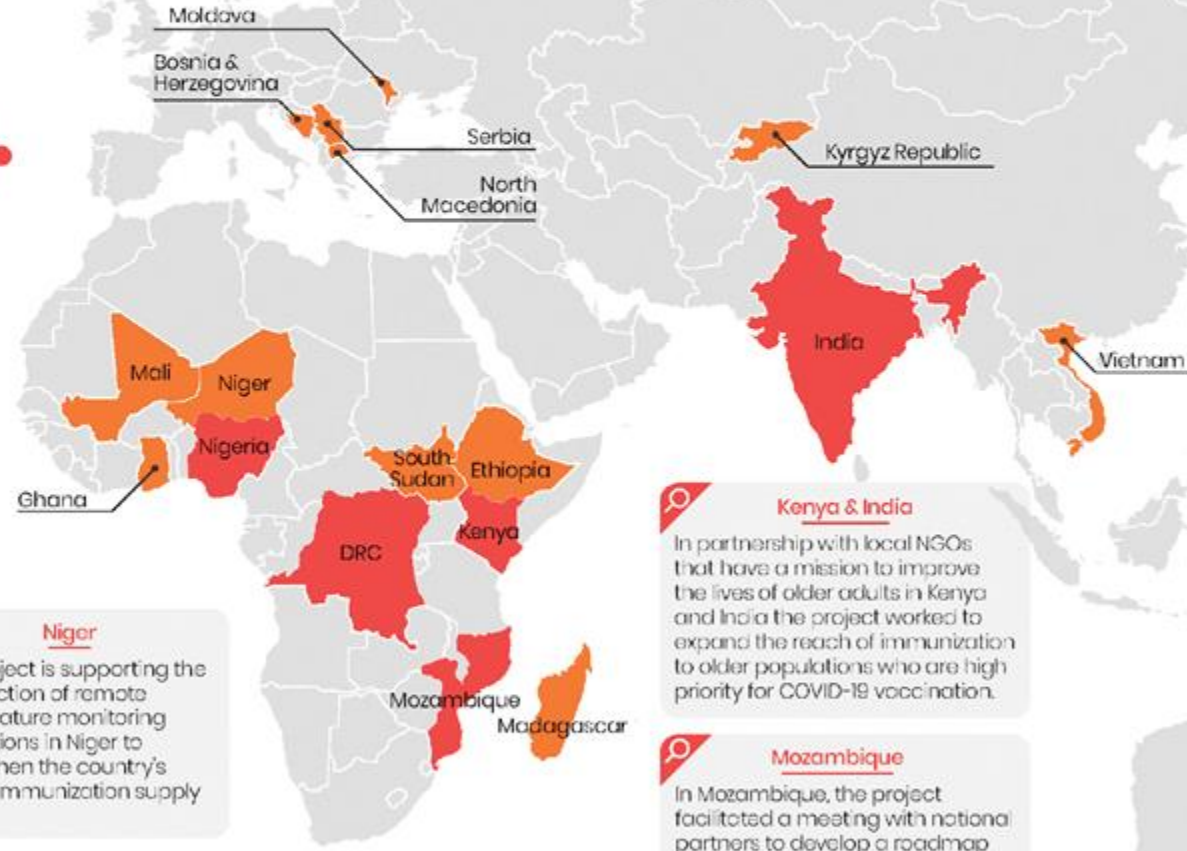 Moldova
Bosnia &
Herzegovina
Serbia
North
Macedonia
Kyrgyz Republic
India
Vietnam
Mali
Niger
Nigeria
Ghana
South
Sudan
Ethiopia
Kenya
DRC
Mozambique
Madagascar
Niger
ject is supporting the
ction of remote
ature monitoring
ions in Niger to
hen the country's
mmunization supply
Kenya & India
In partnership with local NGOs
that have a mission to improve
the lives of older adults in Kenya
and India the project worked to
expand the reach of immunization
to older populations who are high
priority for COVID-19 vaccination.
Mozambique
In Mozambique, the project
facilitated a meeting with national
partners to develop a roadmap